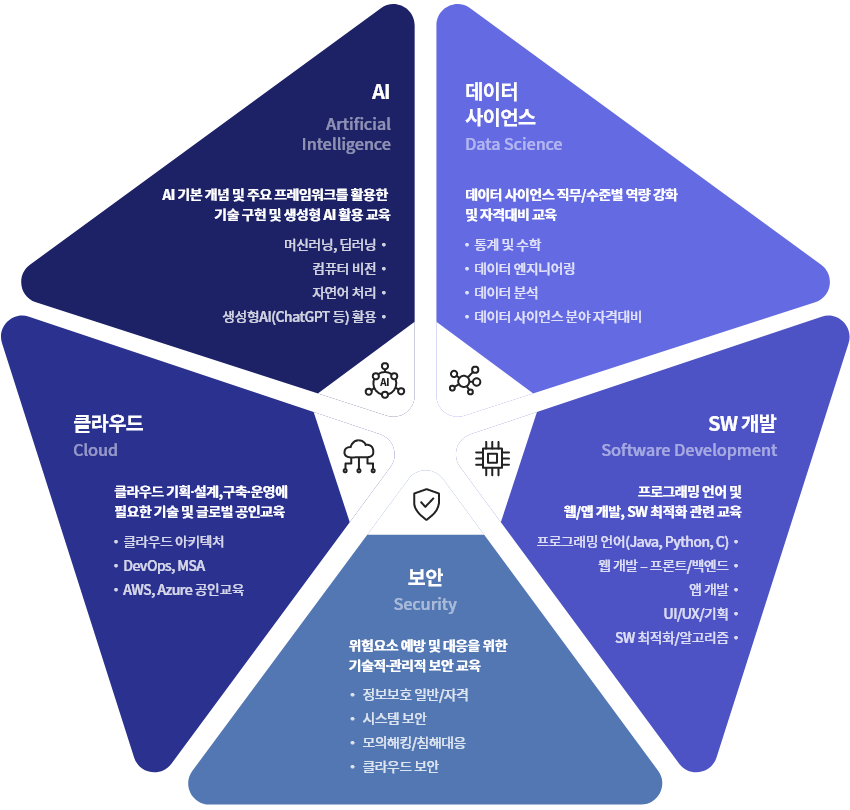 AI
Artificial
Intelligence
AI 기본 개념 및 주요 프레임워크를 활용한
기술 구현 및 생성형 AI 활용 교육
머신러닝, 딥러닝 •
컴퓨터 비전 •
자연어 처리 •
생성형AI(ChatGPT 등) 활용 •
AI
데이터
사이언스
Data Science
데이터 사이언스 직무/수준별 역량 강화
및 자격대비 교육
• 통계 및 수학
• 데이터 엔지니어링
• 데이터 분석
• 데이터 사이언스 분야 자격대비
클라우드
Cloud
클라우드 기획·설계,구축·운영에
필요한 기술 및 글로벌 공인교육
• 클라우드 아키텍처
• DevOps, MSA
• AWS, Azure 공인교육
SW 개발
Software Development
프로그래밍 언어 및
웹/앱 개발, SW 최적화 관련 교육
프로그래밍 언어(Java, Python, C) •
웹 개발 – 프론트/백엔드 •
앱 개발 •
UI/UX/기획 •
SW 최적화/알고리즘 •
보안
Security
위험요소 예방 및 대응을 위한
기술적·관리적 보안 교육
• 정보보호 일반/자격
• 시스템 보안
• 모의해킹/침해대응
• 클라우드 보안